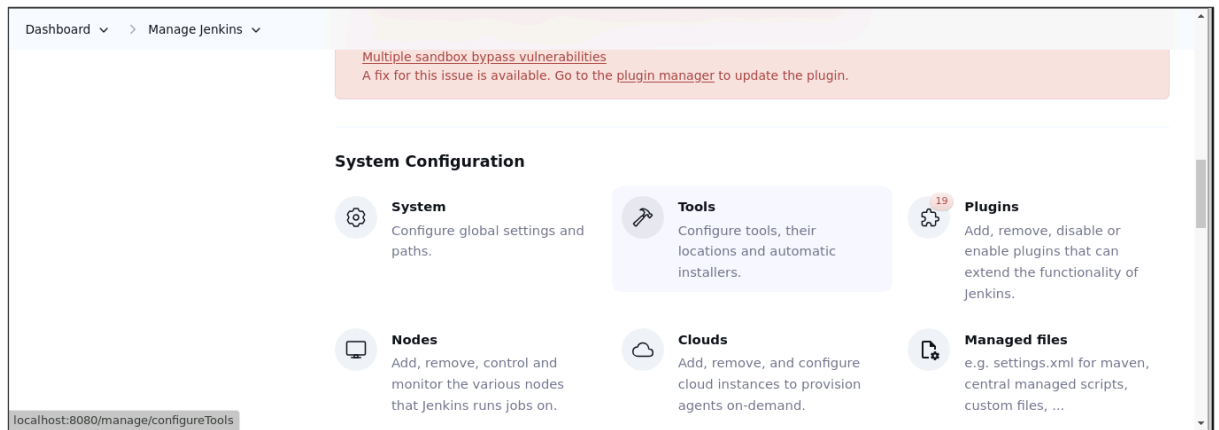 Dashboard > Manage Jenkins
Multiple sandbox bypass vulnerabilities
A fix for this issue is available. Go to the plugin manager to update the plugin.
System Configuration
System
Configure global settings and
paths.
Tools
Configure tools, their
locations and automatic
installers.
19
Plugins
Add, remove, disable or
enable plugins that can
extend the functionality of
Jenkins.
Nodes
Add, remove, control and
monitor the various nodes
that Jenkins runs jobs on.
Clouds
Add, remove, and configure
cloud instances to provision
agents on-demand.
Managed files
e.g. settings.xml for maven,
central managed scripts,
custom files, ...
localhost:8080/manage/configureTools